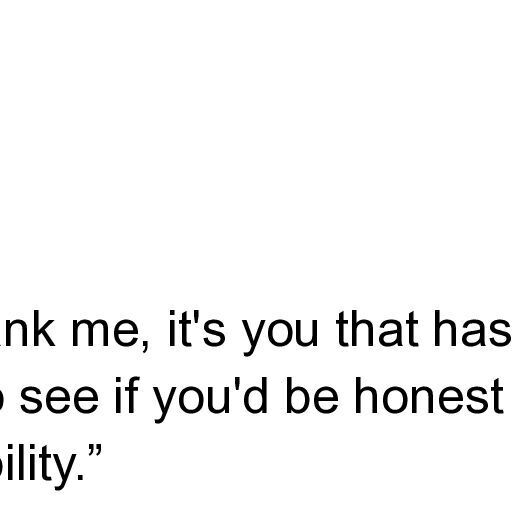 nk me, it's you that has
see if you'd be honest
ility.”